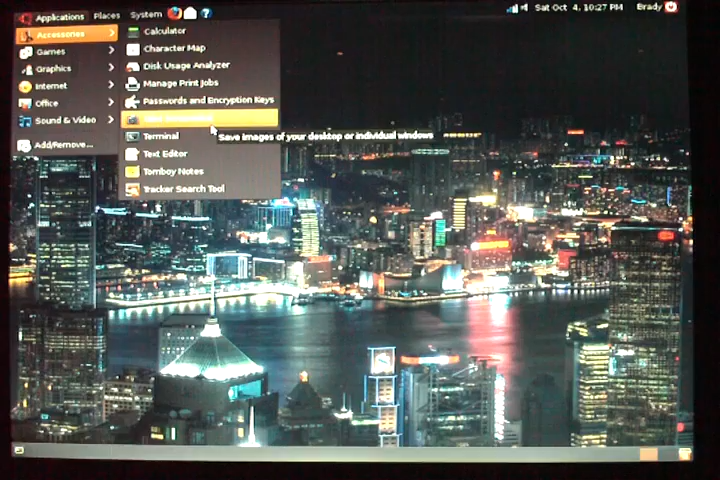 Applications Places System Sat Oct 4, 10:27 PM Brady
Accessories
Games
Graphics
Internet
Office
Sound & Video
Add/Remove...
Calculator
Character Map
Disk Usage Analyzer
Manage Print Jobs
Passwords and Encryption Keys
Terminal
Text Editor
Tomboy Notes
Tracker Search Tool
Save images of your desktop or individual windows